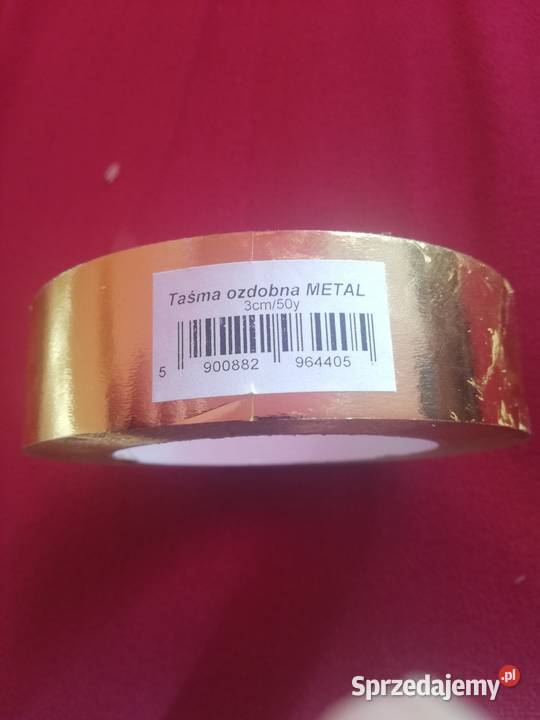 Taśma ozdobna METAL
3cm/50y
5 900882 964405
Sprzedajemy.pl